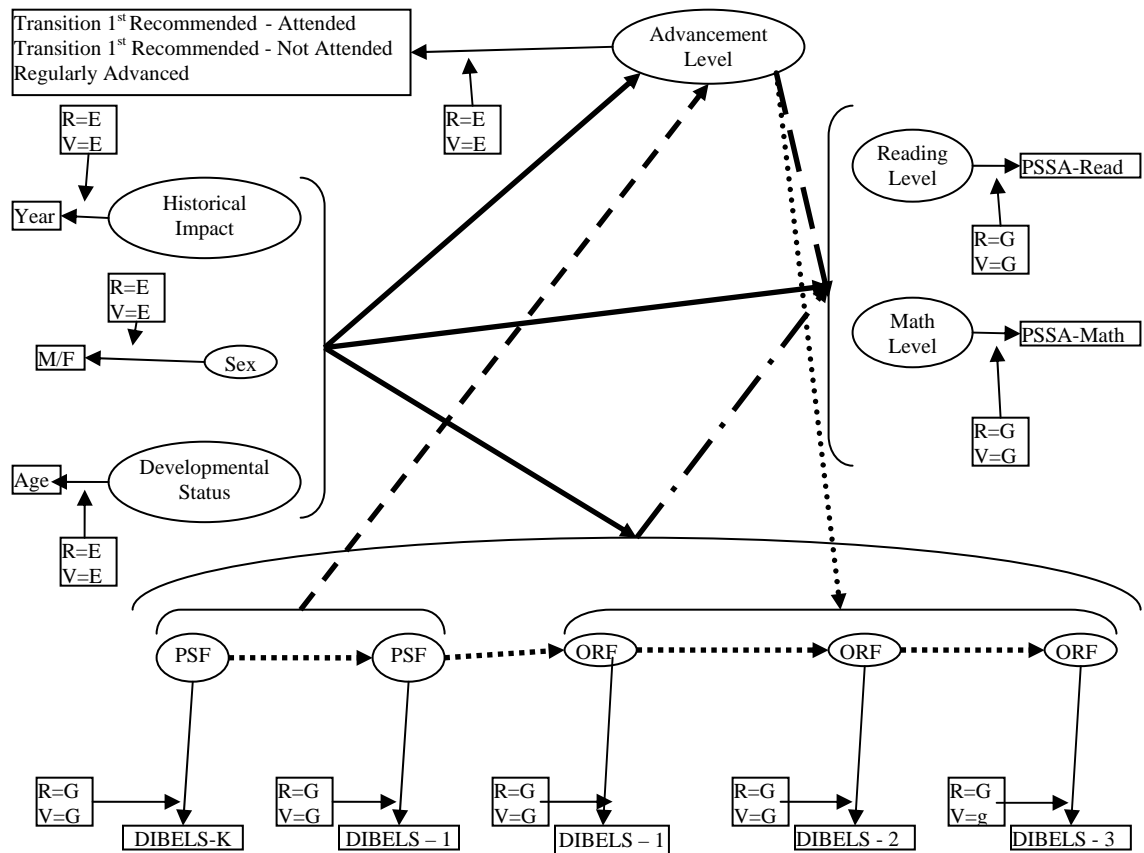 Transition 1st Recommended - Attended
Transition 1st Recommended - Not Attended
Regularly Advanced
Advancement
Level
R=E
V=E
R=E
V=E
Reading
Level
PSSA-Read
Year
Historical
Impact
R=G
V=G
R=E
V=E
Math
Level
PSSA-Math
M/F
Sex
R=G
V=G
Age
Developmental
Status
R=E
V=E
PSF
PSF
ORF
ORF
ORF
R=G
V=G
R=G
V=G
R=G
V=G
R=G
V=G
R=G
V=g
DIBELS-K
DIBELS – 1
DIBELS – 1
DIBELS - 2
DIBELS - 3